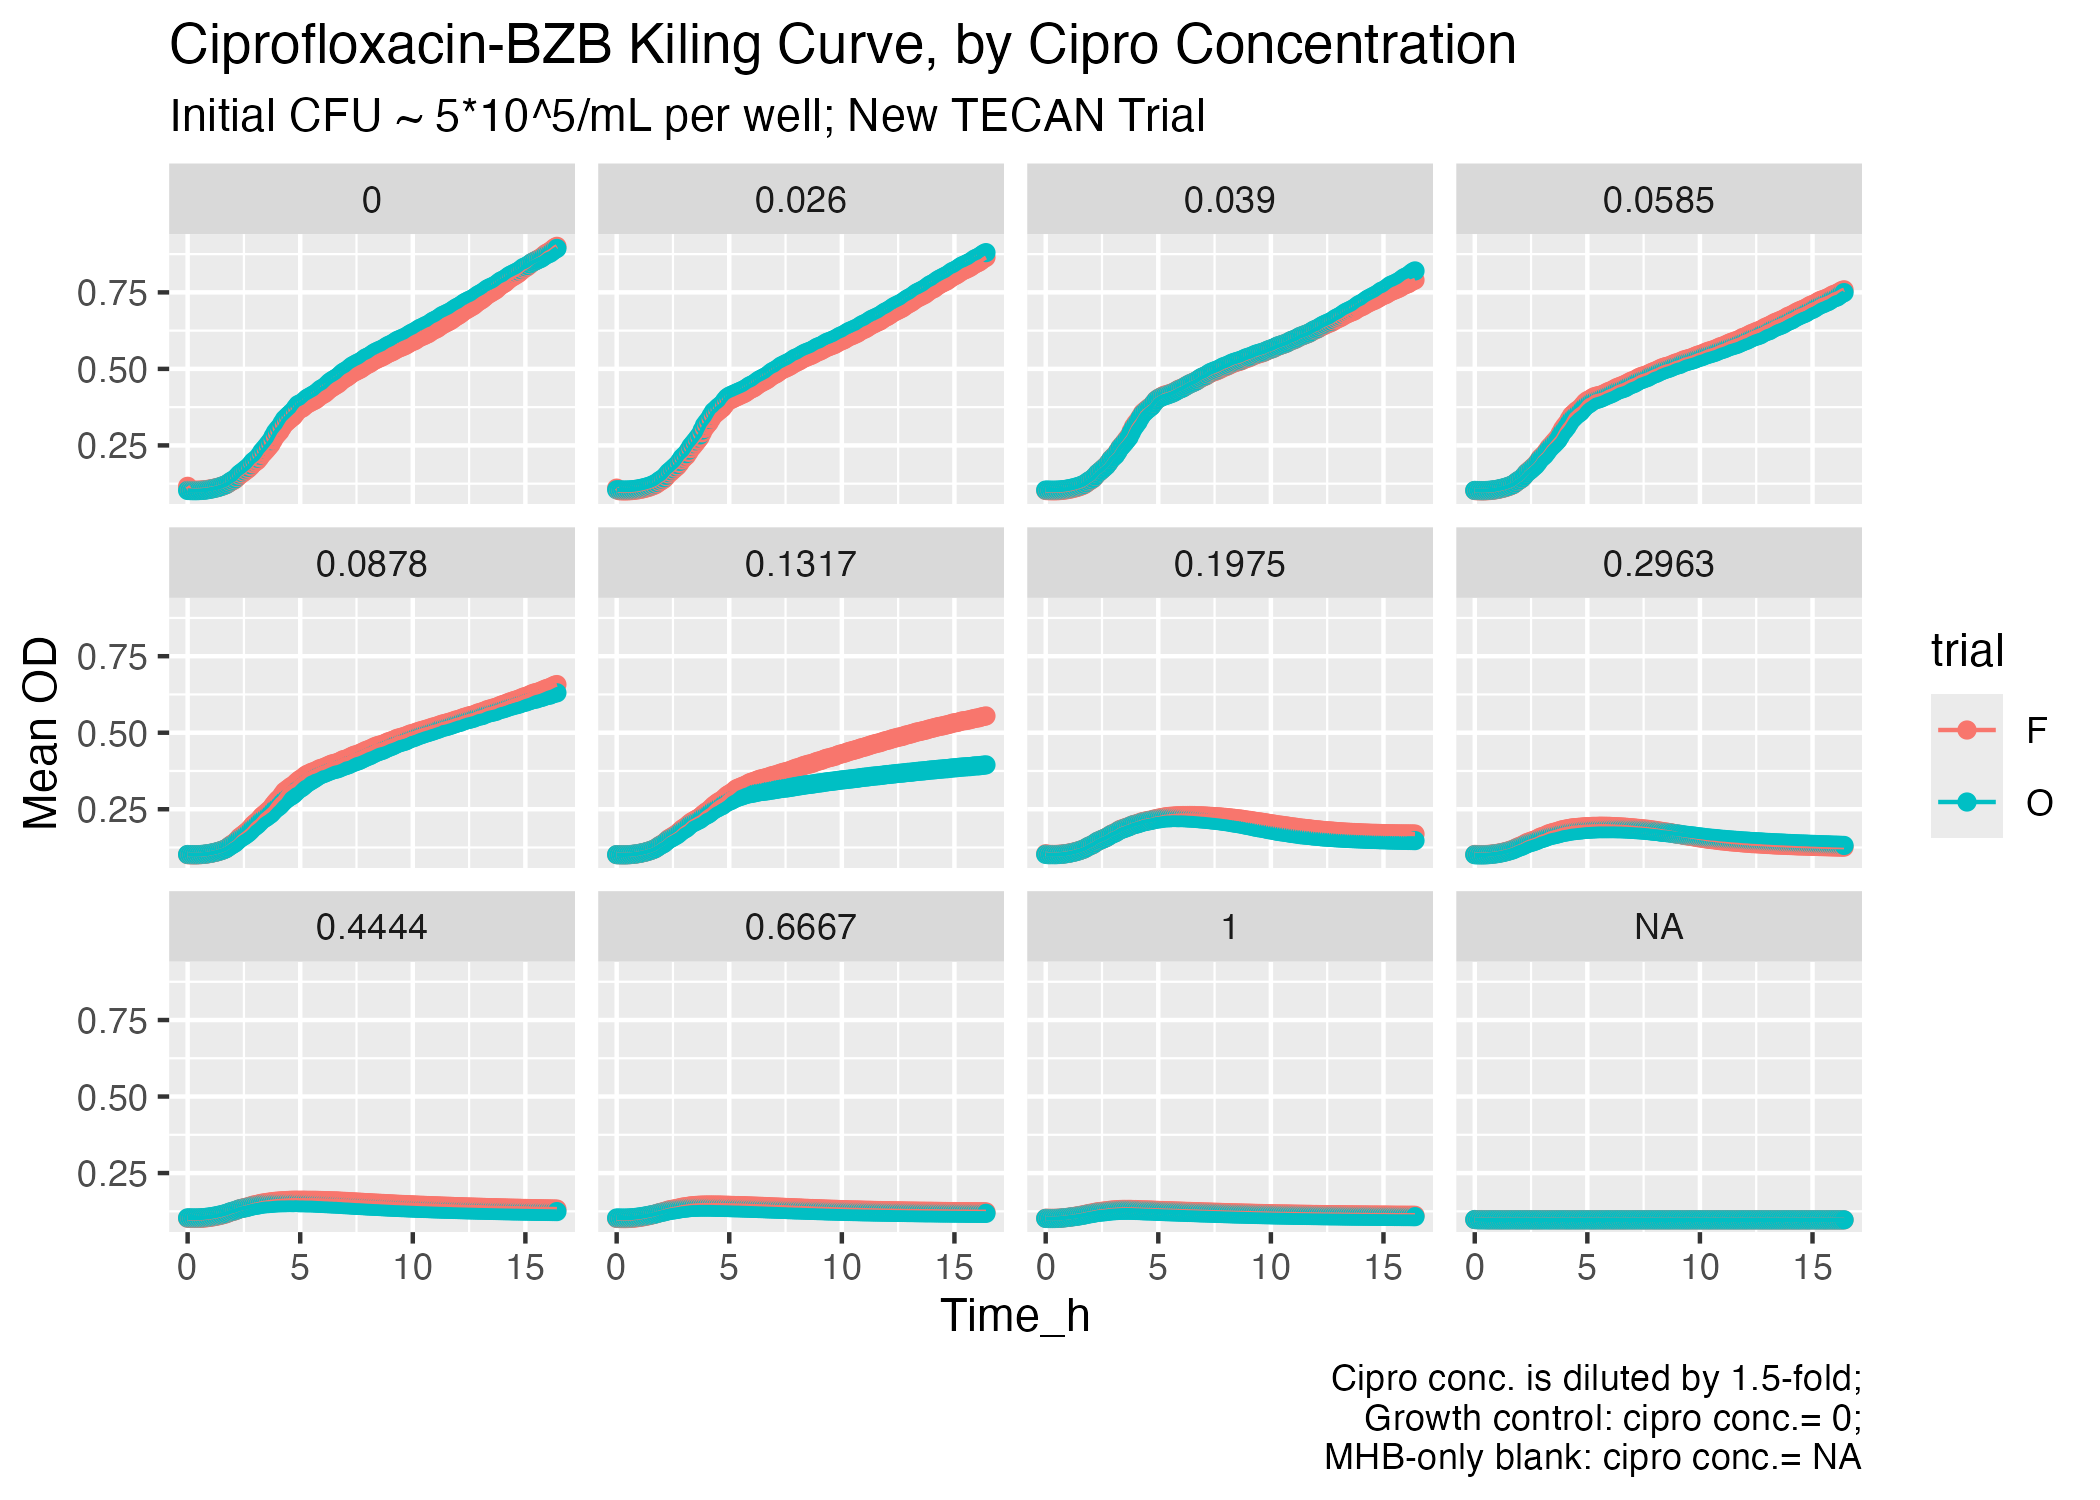 Ciprofloxacin-BZB Kiling Curve, by Cipro Concentration
Initial CFU ~ 5*10^5/mL per well; New TECAN Trial
0 0.026 0.039 0.0585
0.75
0.50
0.25
0.0878 0.1317 0.1975 0.2963
0.75
0.50
0.25
Mean OD
trial
F
O
0.4444 0.6667 1 NA
0.75
0.50
0.25
0 5 10 15 0 5 10 15 0 5 10 15 0 5 10 15
Time_h
Cipro conc. is diluted by 1.5-fold;
Growth control: cipro conc.= 0;
MHB-only blank: cipro conc.= NA